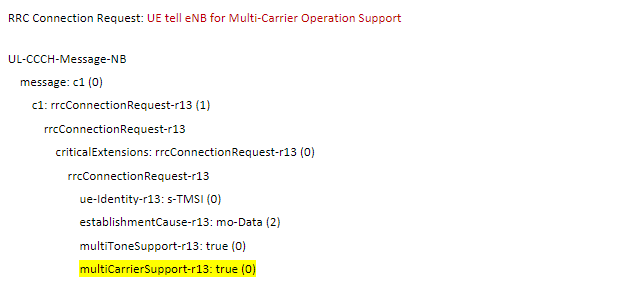 RRC Connection Request: UE tell eNB for Multi-Carrier Operation Support
UL-CCCH-Message-NB
message: c1 (0)
c1: rrcConnectionRequest-r13 (1)
rrcConnectionRequest-r13
criticalExtensions: rrcConnectionRequest-r13 (0)
rrcConnectionRequest-r13
ue-Identity-r13: s-TMSI (0)
establishmentCause-r13: mo-Data (2)
multiToneSupport-r13: true (0)
multiCarrierSupport-r13: true (0)